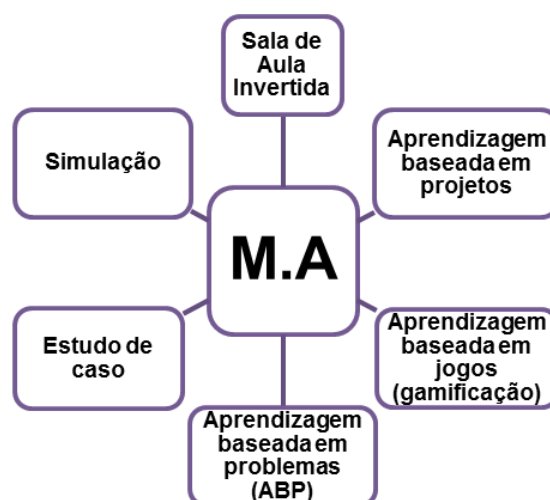 Sala de
Aula
Invertida
Simulação
Aprendizagem
baseada em
projetos
M.A
Estudo de
caso
Aprendizagem
baseada em
jogos
(gamificação)
Aprendizagem
baseada em
problemas
(ABP)